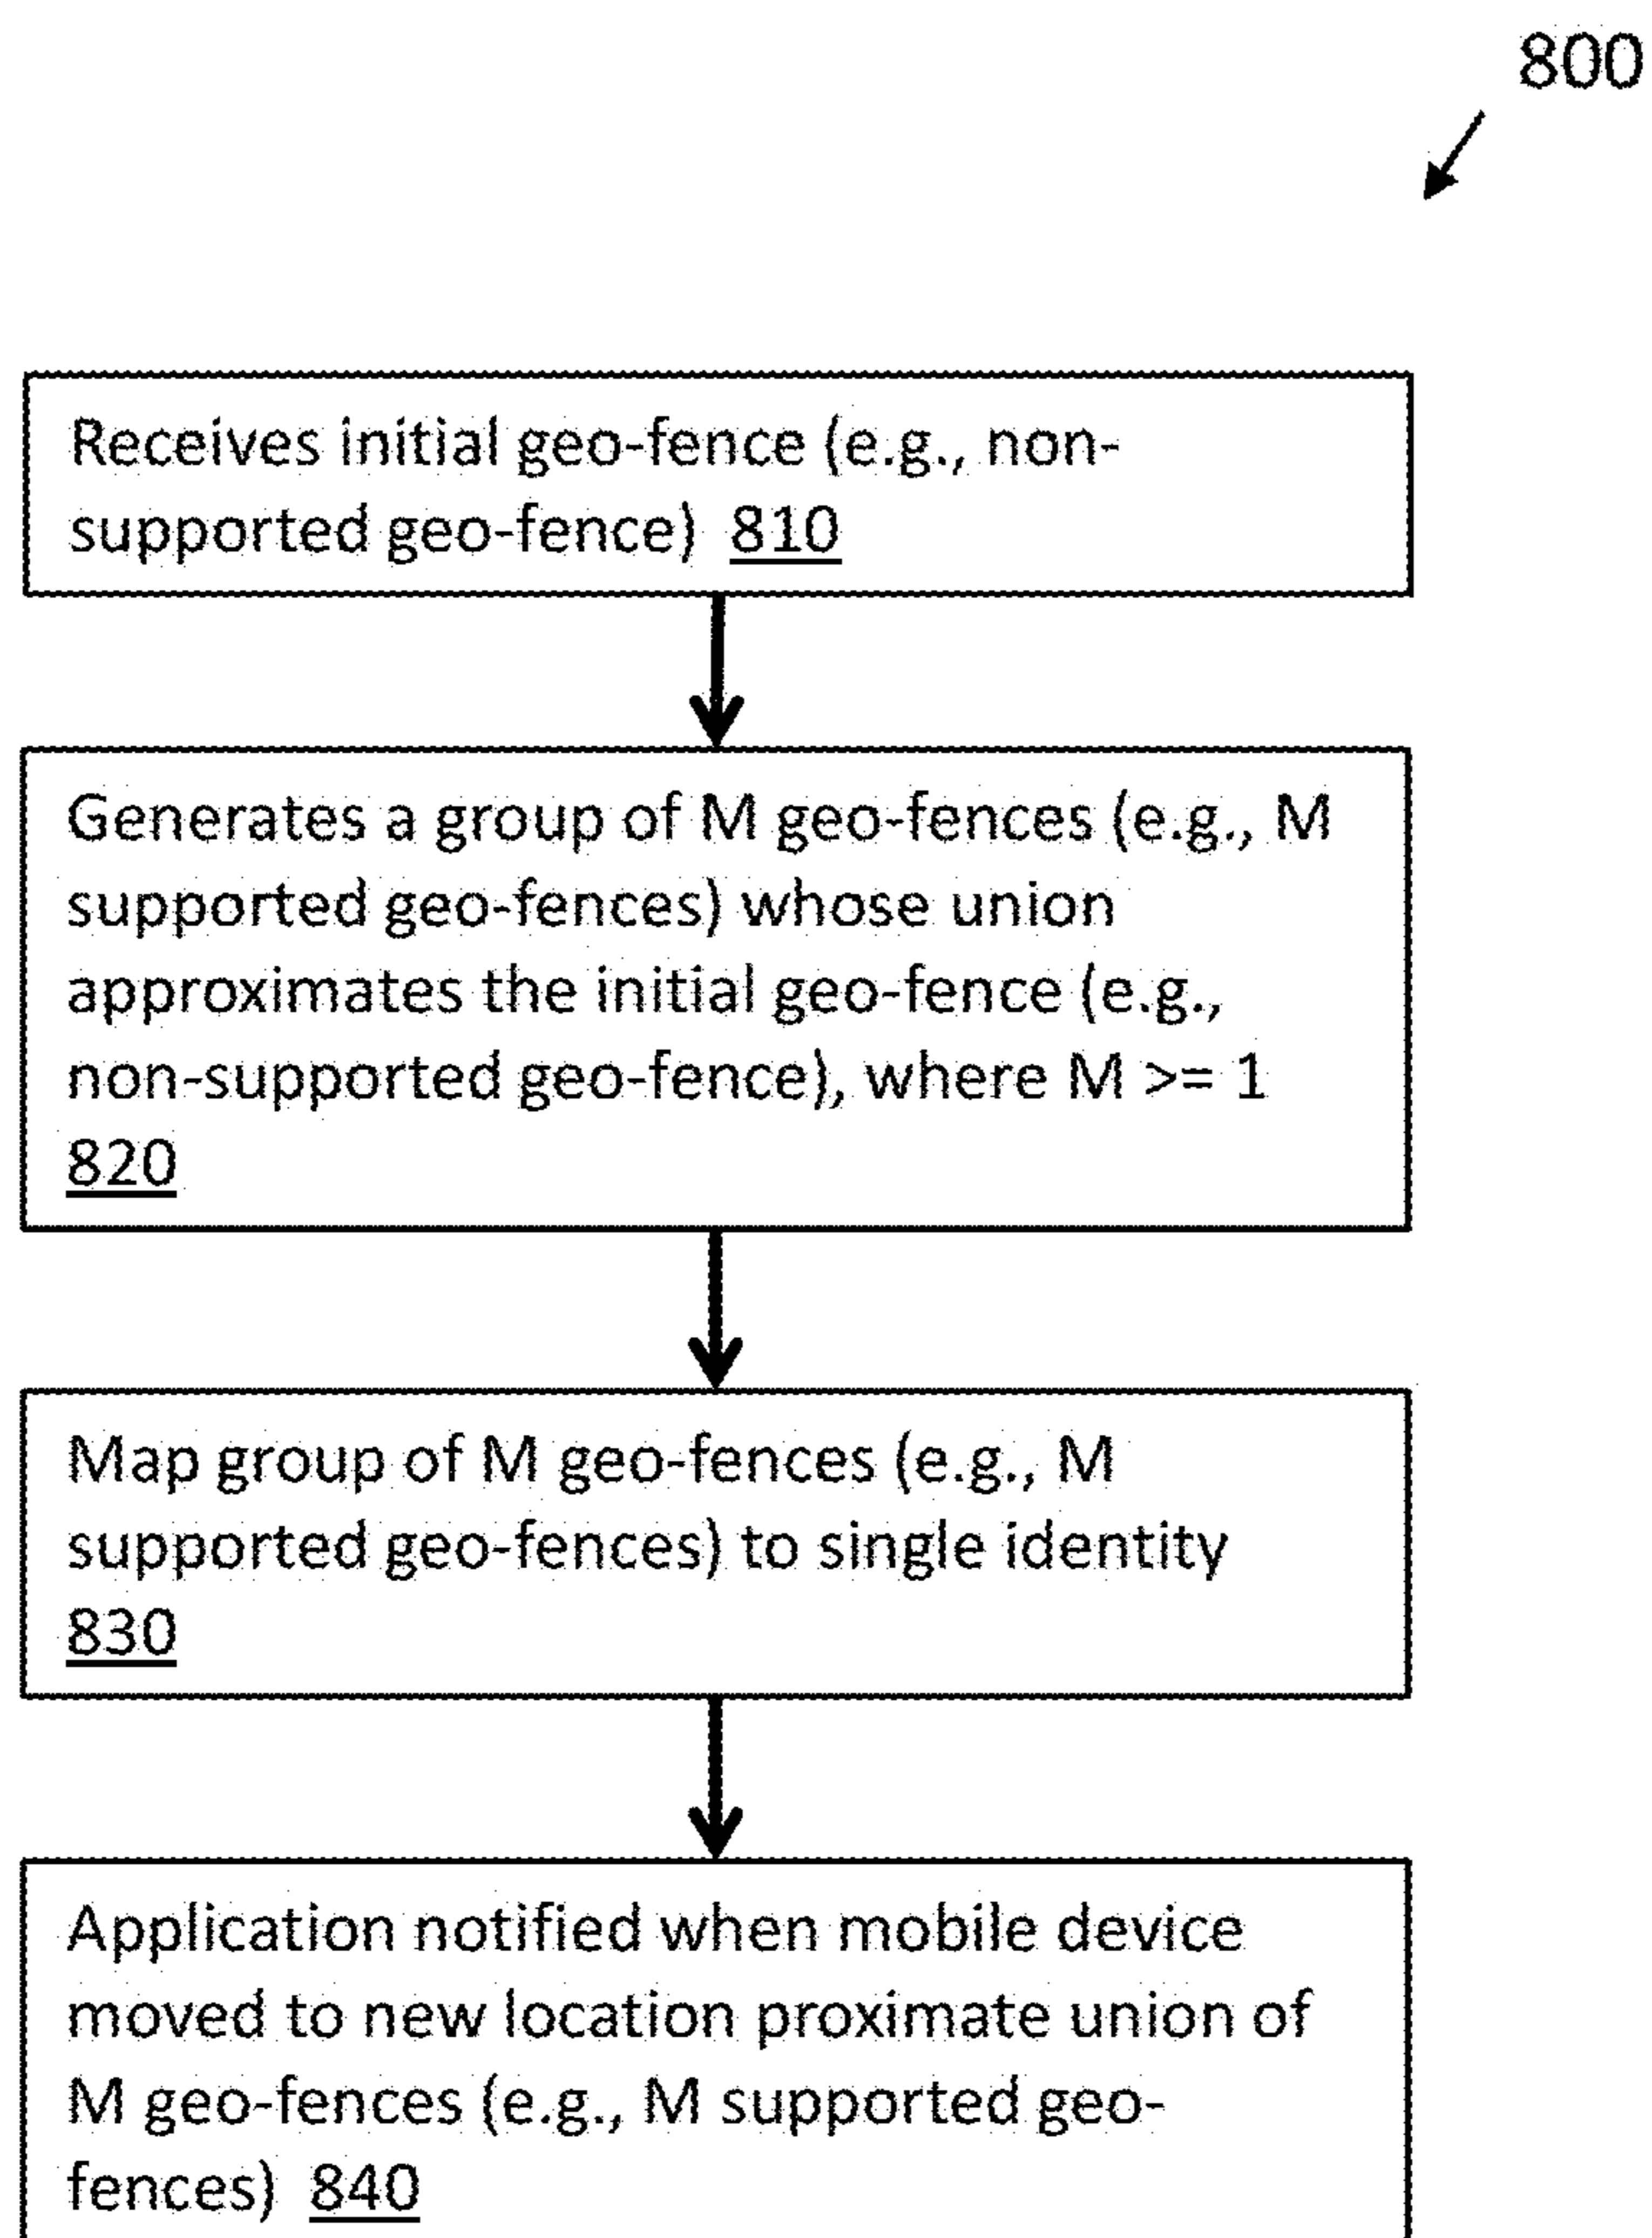 800
Receives initial geo-fence (e.g., non-
supported geo-fence) 810
Generates a group of M geo-fences (e.g., M
supported geo-fences) whose union
approximates the initial geo-fence (e.g.,
non-supported geo-fence), where M >= 1
820
Map group of M geo-fences (e.g., M
supported geo-fences) to single identity
830
Application notified when mobile device
moved to new location proximate union of
M geo-fences (e.g., M supported geo-
fences) 840